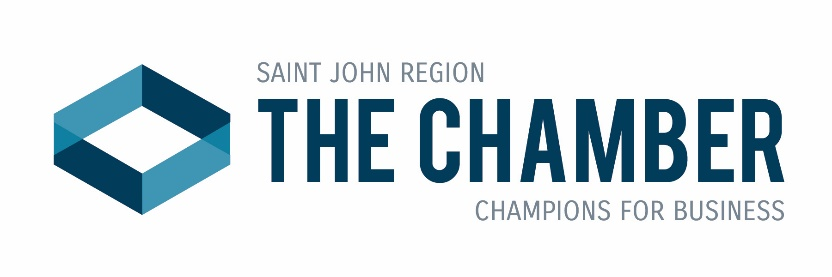 SAINT JOHN REGION
THE CHAMBER
CHAMPIONS FOR BUSINESS